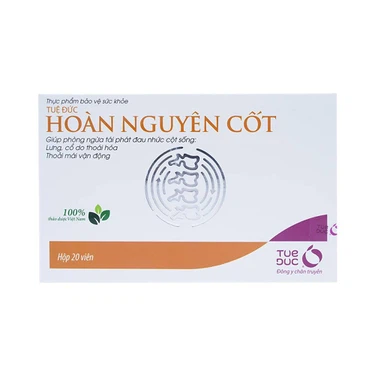 Thực phẩm bảo vệ sức khỏe
TUỆ ĐỨC
HOÀN NGUYÊN CỐT
Giúp phòng ngừa tái phát đau nhức cột sống:
Lưng, cổ do thoái hóa
Thoải mái vận động
100%
thảo dược Việt Nam
Hộp 20 viên
TUE
DUC
Đông y chân truyền